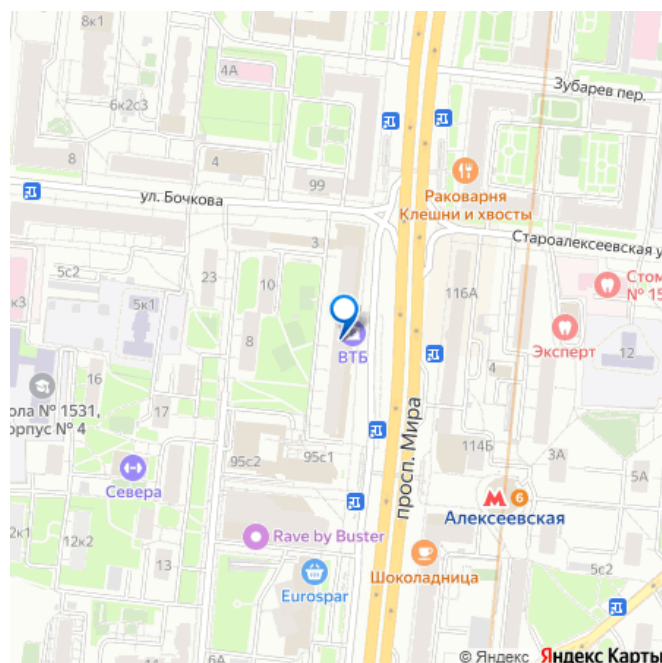 8к1
4А
6к2с3
Зубарев пер.
8
4
99
ул. Бочкова
Раковарня
Клешни и хвосты
Староалексеевская у
3
5с2
23
10
116А
Стом
№ 15
к3
5к1
8
ВТБ
4
Эксперт
12
16
ола № 1531,
орпус № 4
17
просп. Мира
95с2
95с1
114Б
3А
5А
Севера
6
Алексеевская
2к1
12к2
13
Rave by Buster
Шоколадница
Eurospar
5с2
© Яндекс Яндекс Карты